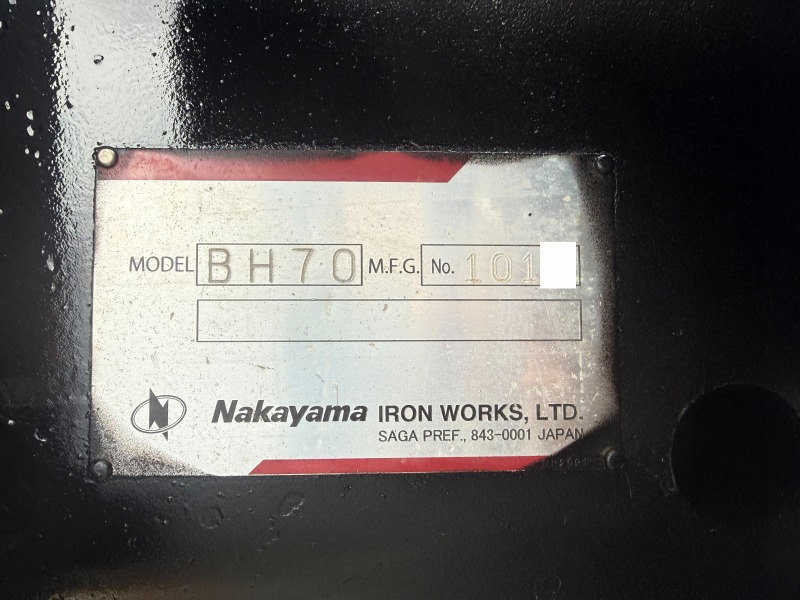 MODEL BH70 M.F.G. No. 101
Nakayama IRON WORKS, LTD.
SAGA PREF., 843-0001 JAPAN